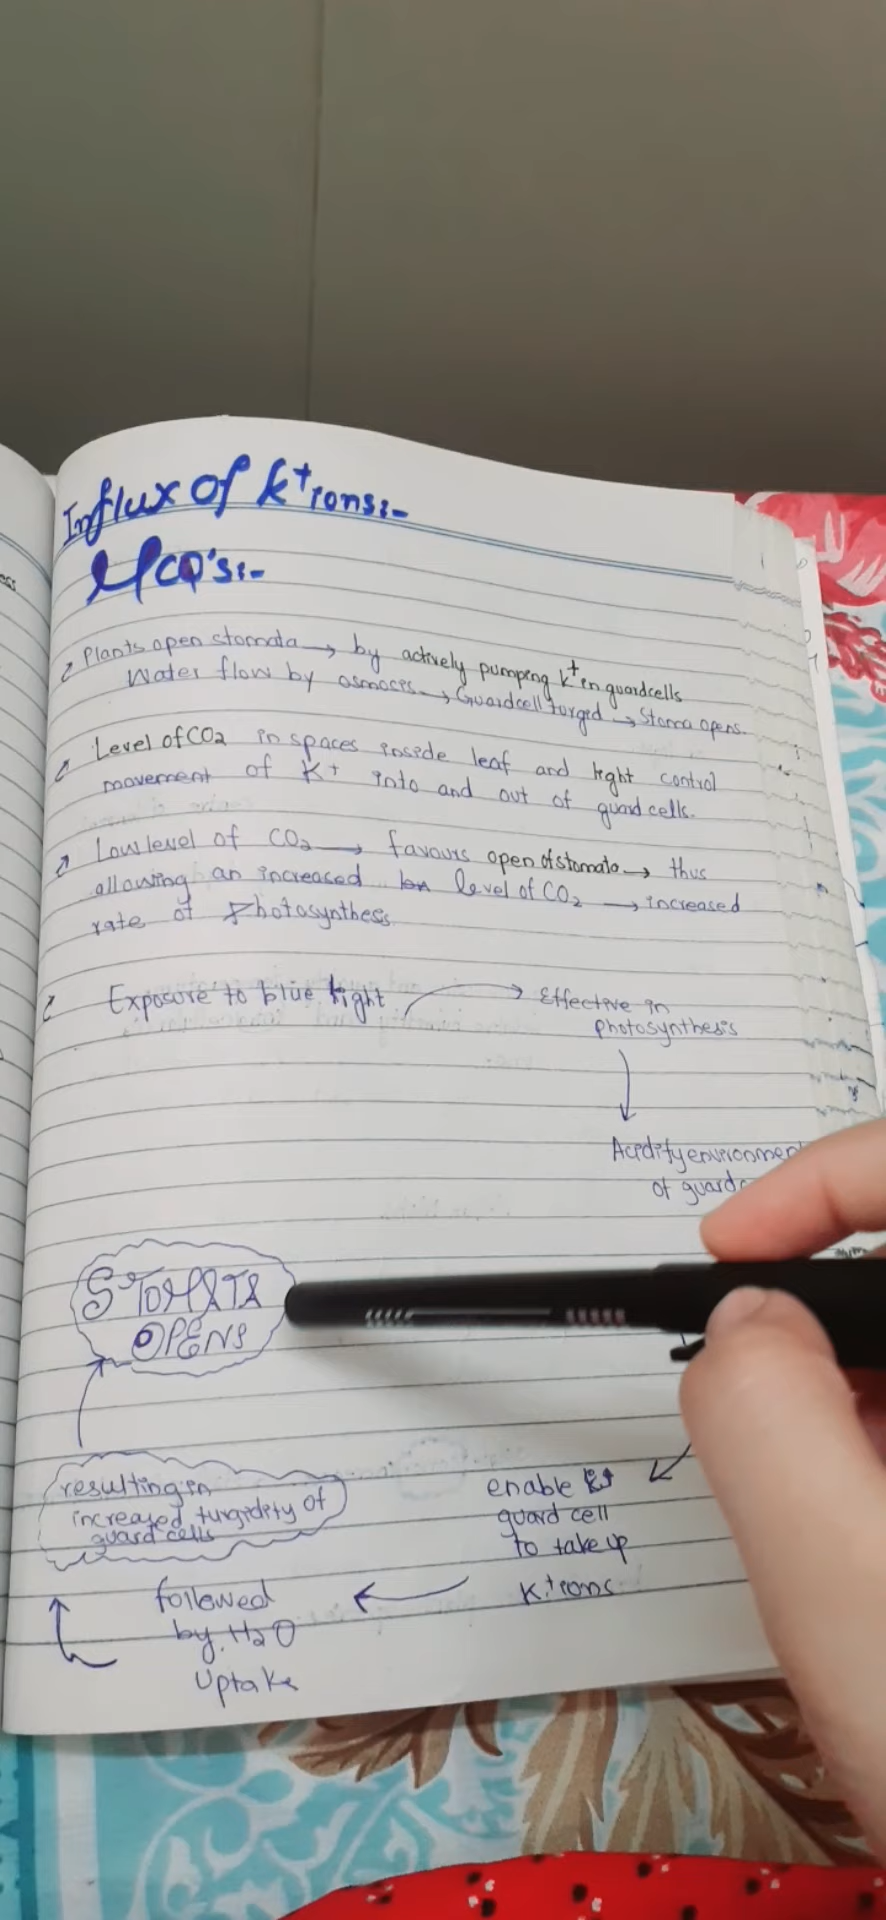 Influx of K+ ions:-
MCQ's:-
Plants open stomata → by actively pumping K+ in guardcells
Water flow by osmoces → Guardcell turged → Stoma opens.
Level of CO2 in spaces inside leaf and light control
movement of K+ into and out of guard cells.
Low level of CO2 → favours open of stomata → thus
allowing an increased level of CO2 → increased
rate of Photosynthesis
Exposure to blue light → Effective in
photosynthesis
Acedify environmen
of guard
enable
guard cell
to take up
K+ ions
followed
by H2O
Uptake
resulting in
increased turgidity of
guard cells
STOMATA
OPENS